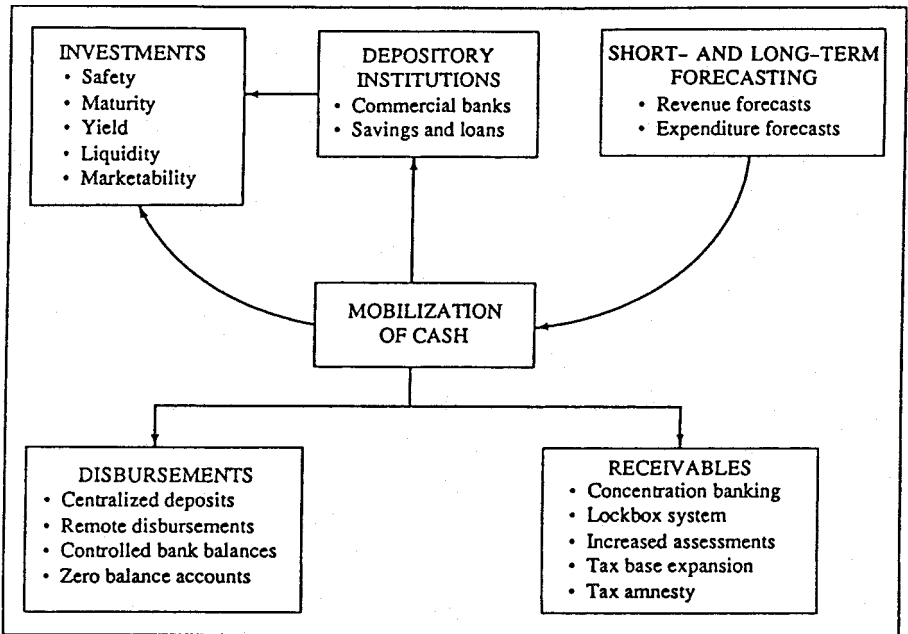 INVESTMENTS
• Safety
• Maturity
• Yield
• Liquidity
• Marketability
DEPOSITORY
INSTITUTIONS
• Commercial banks
• Savings and loans
SHORT- AND LONG-TERM
FORECASTING
• Revenue forecasts
• Expenditure forecasts
MOBILIZATION
OF CASH
DISBURSEMENTS
• Centralized deposits
• Remote disbursements
• Controlled bank balances
• Zero balance accounts
RECEIVABLES
• Concentration banking
• Lockbox system
• Increased assessments
• Tax base expansion
• Tax amnesty